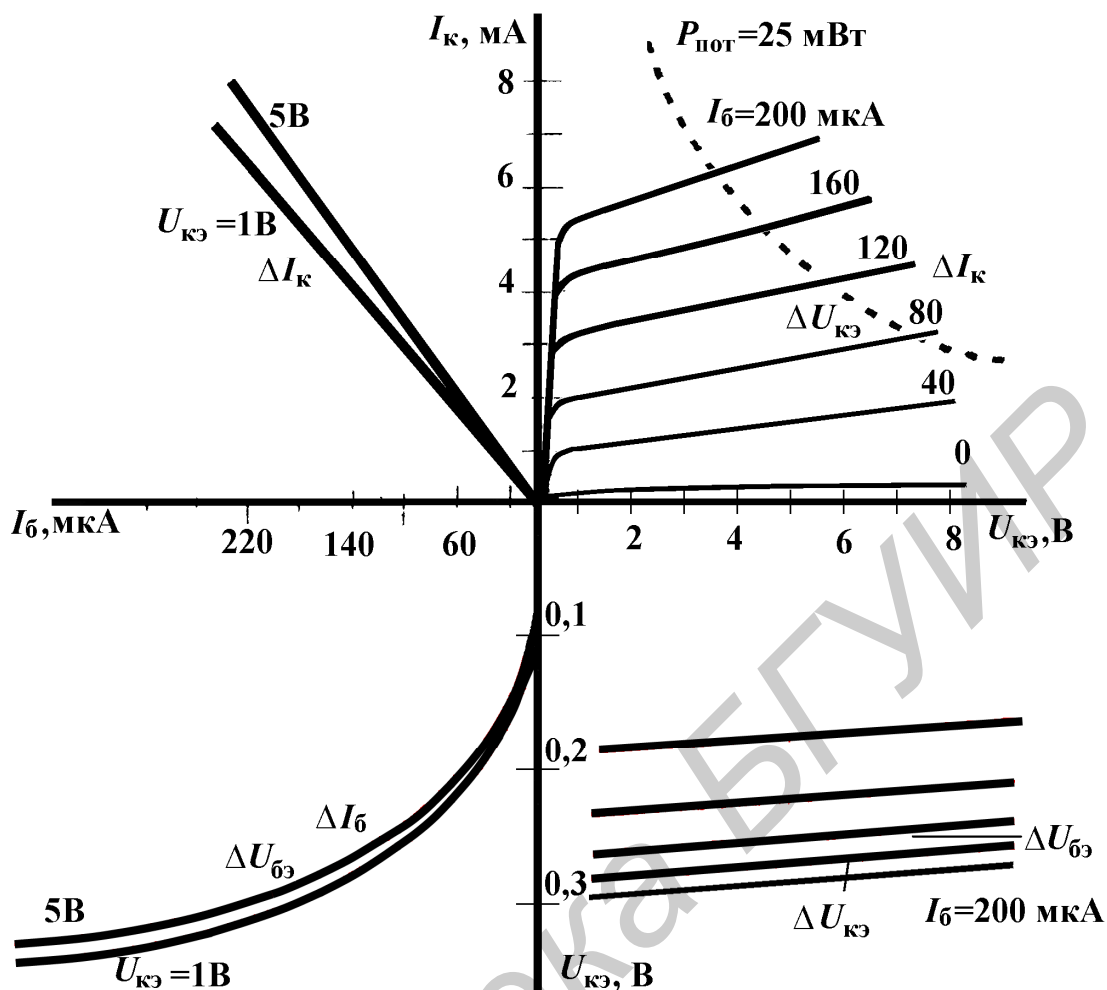 Iк, мА
Pпот=25 мВт
8
5В
Iб=200 мкА
6
160
Uкэ =1В
120
ΔIк
ΔIк
4
ΔUкэ
80
2
40
0
Iб,мкА
220
140
60
2
4
6
8
Uкэ,В
0,1
0,2
ΔIб
ΔUбэ
ΔUбэ
0,3
5В
ΔUкэ
Iб=200 мкА
Uкэ =1В
Uкэ, В
ка БГУИР